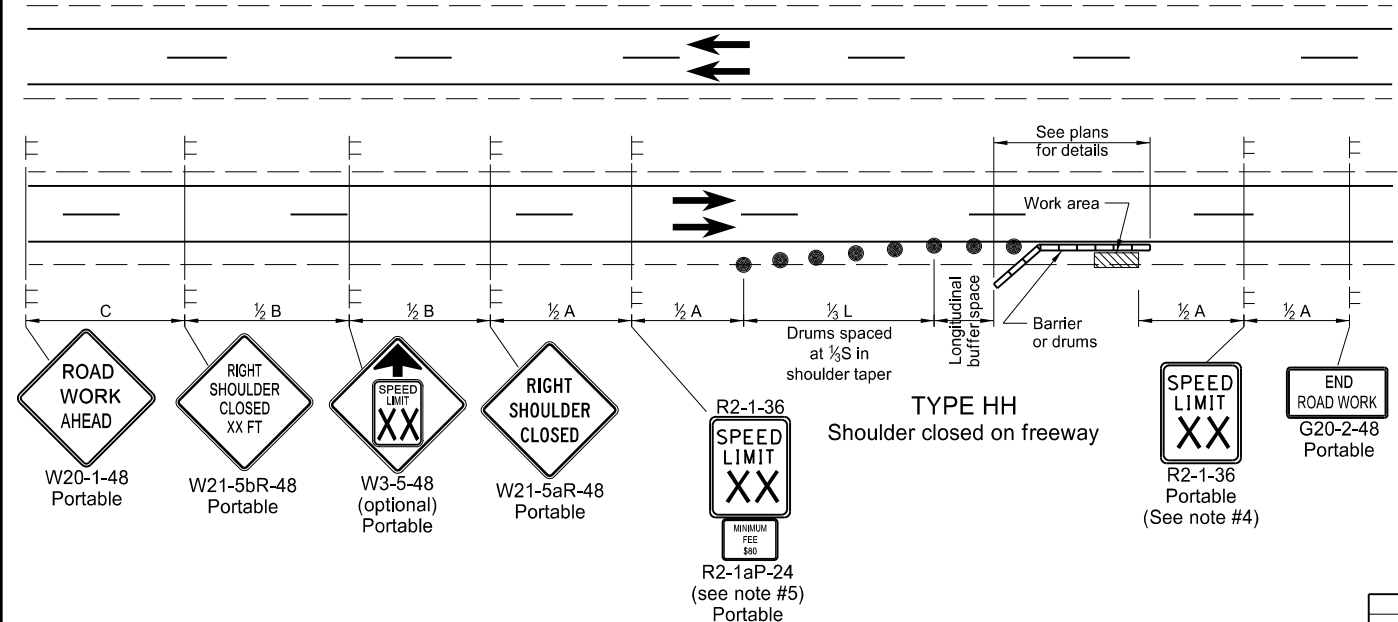 See plans
for details
Work area
C
½ B
½ B
½ A
½ A
⅓ L
Longitudinal
buffer space
½ A
½ A
Drums spaced
at ⅓S in
shoulder taper
Barrier
or drums
ROAD
WORK
AHEAD
W20-1-48
Portable
RIGHT
SHOULDER
CLOSED
XX FT
W21-5bR-48
Portable
SPEED
LIMIT
XX
W3-5-48
(optional)
Portable
RIGHT
SHOULDER
CLOSED
W21-5aR-48
Portable
R2-1-36
SPEED
LIMIT
XX
MINIMUM
FEE
$80
R2-1aP-24
(see note #5)
Portable
TYPE HH
Shoulder closed on freeway
SPEED
LIMIT
XX
R2-1-36
Portable
(See note #4)
END
ROAD WORK
G20-2-48
Portable